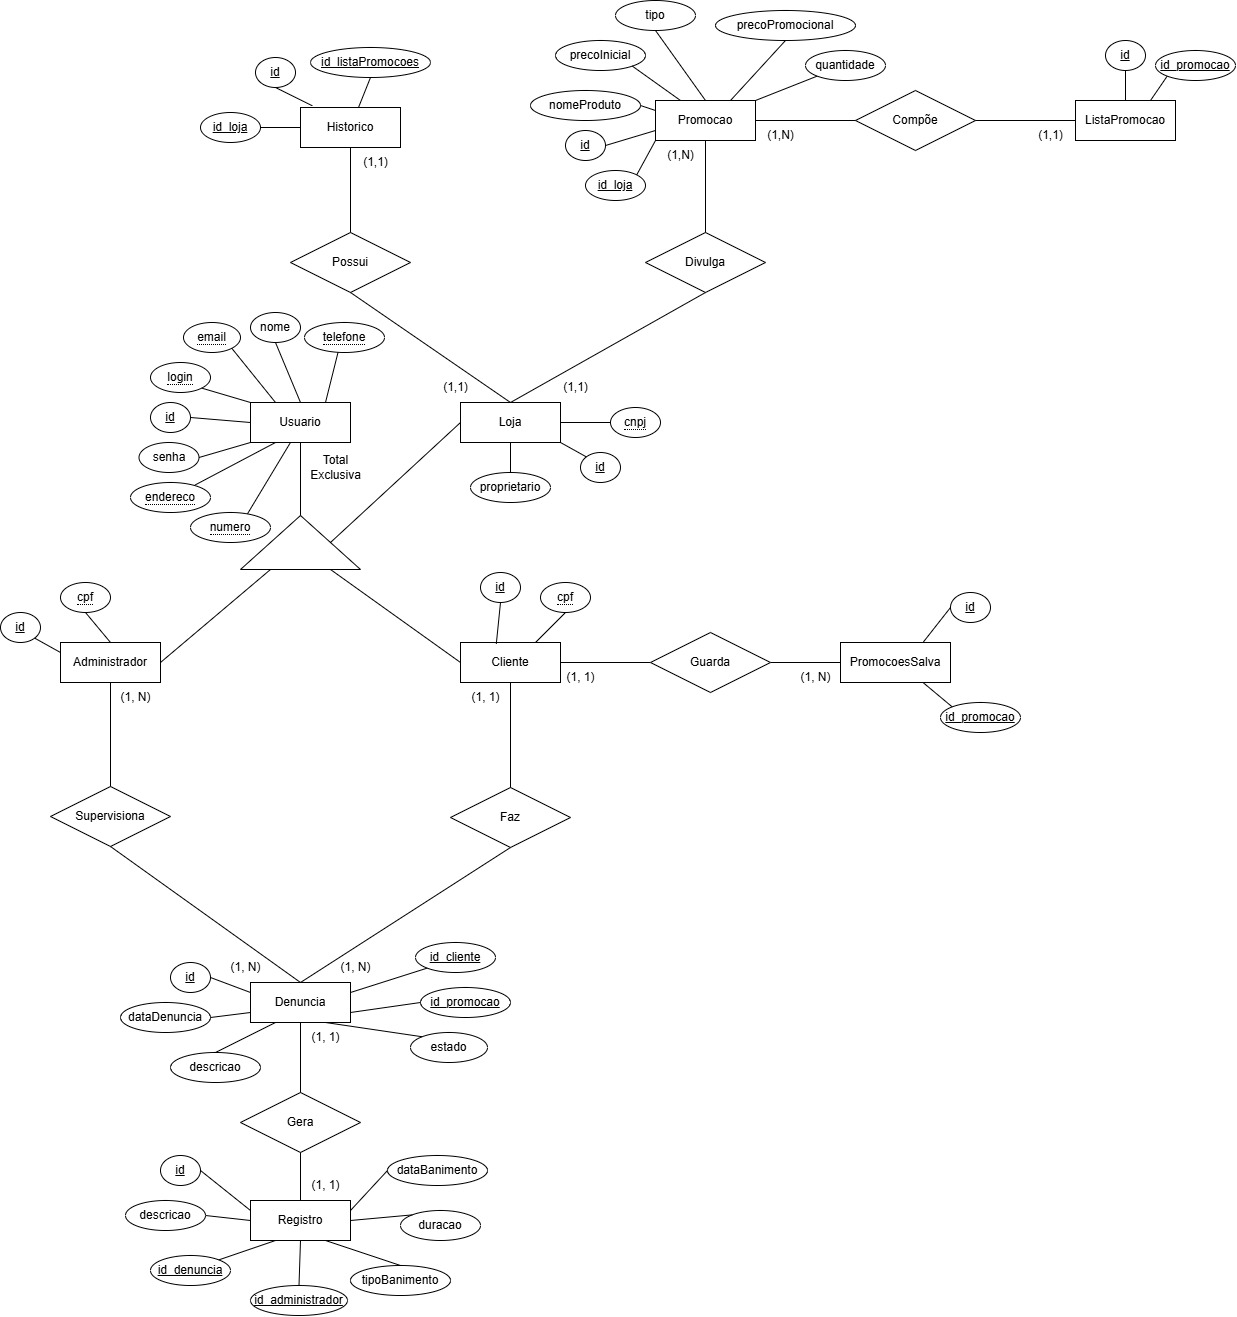 tipo
precoPromocional
id
id_listaPromocoes
precoInicial
quantidade
id
id_promocao
id_loja
Historico
nomeProduto
Promocao
Compõe
ListaPromocao
(1,1)
id
(1,N)
(1,N)
(1,1)
id_loja
Possui
Divulga
email
nome
telefone
login
(1,1)
(1,1)
id
Usuario
Loja
cnpj
senha
Total
Exclusiva
id
endereco
proprietario
numero
id
cpf
id
cpf
id
Administrador
Cliente
Guarda
PromocoesSalva
(1, N)
(1, 1)
(1, 1)
(1, N)
id_promocao
Supervisiona
Faz
(1, N)
(1, N)
id_cliente
id
Denuncia
id_promocao
dataDenuncia
(1, 1)
estado
descricao
Gera
id
(1, 1)
dataBanimento
descricao
Registro
duracao
id_denuncia
tipoBanimento
id_administrador